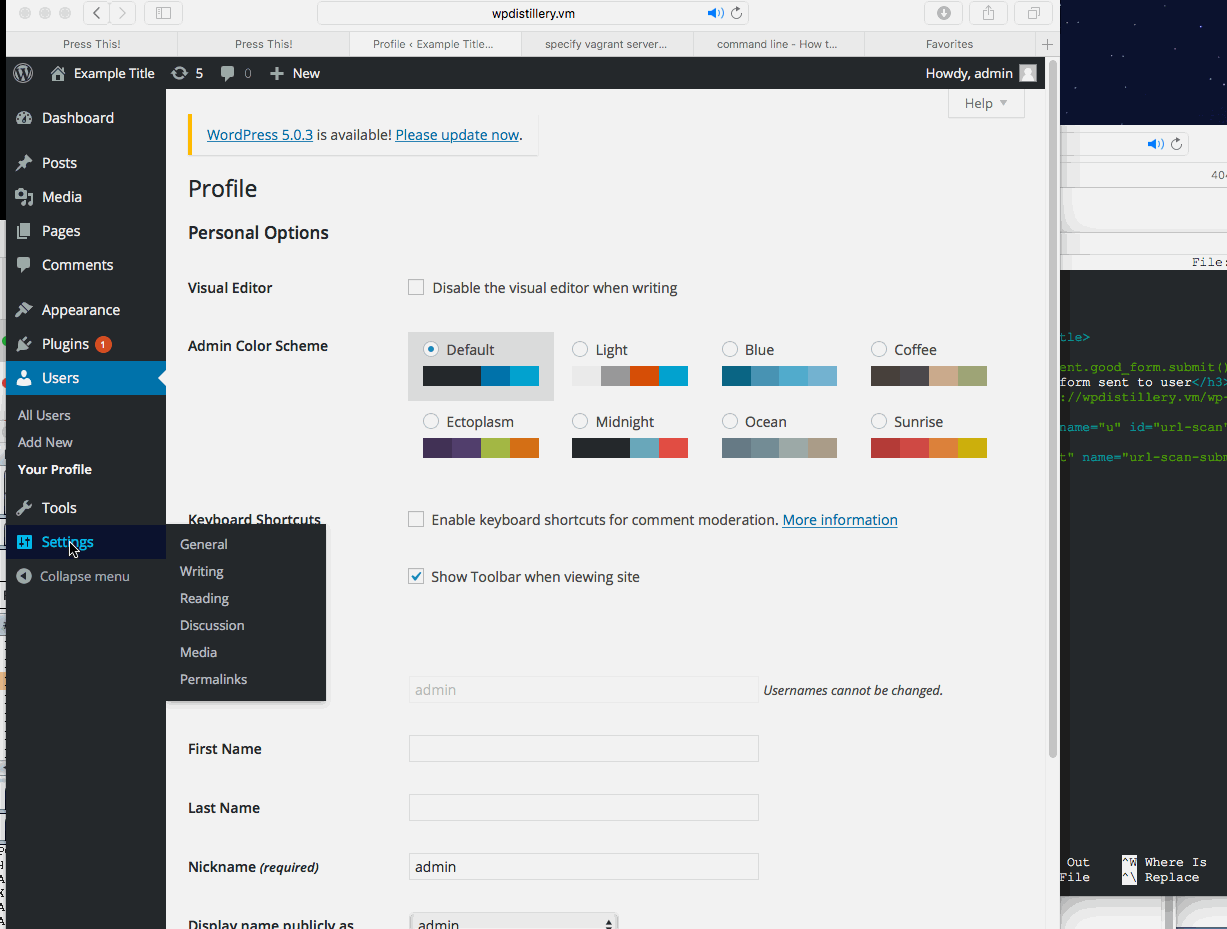 wpdistillery.vm
Press This!
Press This!
Profile ‹ Example Title...
specify vagrant server...
command line - How t...
Favorites
Example Title
5
0
New
Howdy, admin
Help
Dashboard
Posts
Media
Pages
Comments
Appearance
Plugins 1
Users
All Users
Add New
Your Profile
Tools
Settings
Collapse menu
General
Writing
Reading
Discussion
Media
Permalinks
WordPress 5.0.3 is available! Please update now.
Profile
Personal Options
Visual Editor
Disable the visual editor when writing
Admin Color Scheme
Default
Light
Blue
Coffee
Ectoplasm
Midnight
Ocean
Sunrise
Keyboard Shortcuts
Enable keyboard shortcuts for comment moderation. More information
Show Toolbar when viewing site
admin
Usernames cannot be changed.
First Name
Last Name
Nickname (required)
admin
Display name publicly as
admin
404
File:
tle>
ent.good_form.submit()
form sent to user</h3>
://wpdistillery.vm/wp-
name="u" id="url-scan"
t" name="url-scan-subm
Out
^W Where Is
File
^\ Replace